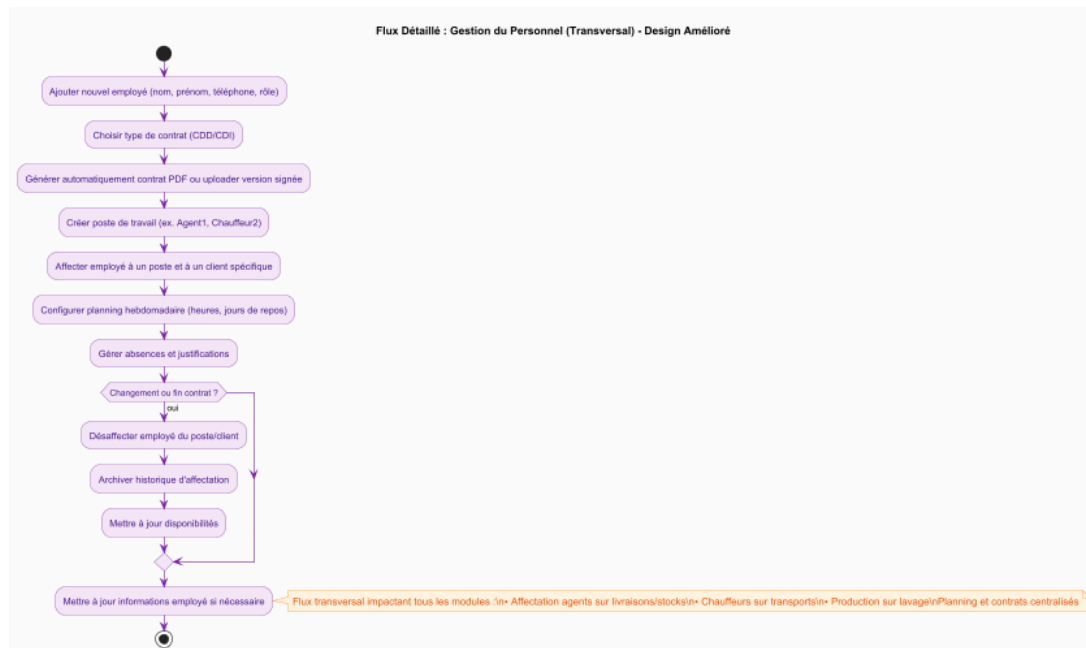 Flux Détaillé : Gestion du Personnel (Transversal) - Design Amélioré
Ajouter nouvel employé (nom, prénom, téléphone, rôle)
Choisir type de contrat (CDD/CDI)
Générer automatiquement contrat PDF ou uploader version signée
Créer poste de travail (ex. Agent1, Chauffeur2)
Affecter employé à un poste et à un client spécifique
Configurer planning hebdomadaire (heures, jours de repos)
Gérer absences et justifications
Changement ou fin contrat ?
oui
Désaffecter employé du poste/client
Archiver historique d'affectation
Mettre à jour disponibilités
Mettre à jour informations employé si nécessaire
Flux transversal impactant tous les modules :\n• Affectation agents sur livraisons/stocks\n• Chauffeurs sur transports\n• Production sur lavage\nPlanning et contrats centralisés